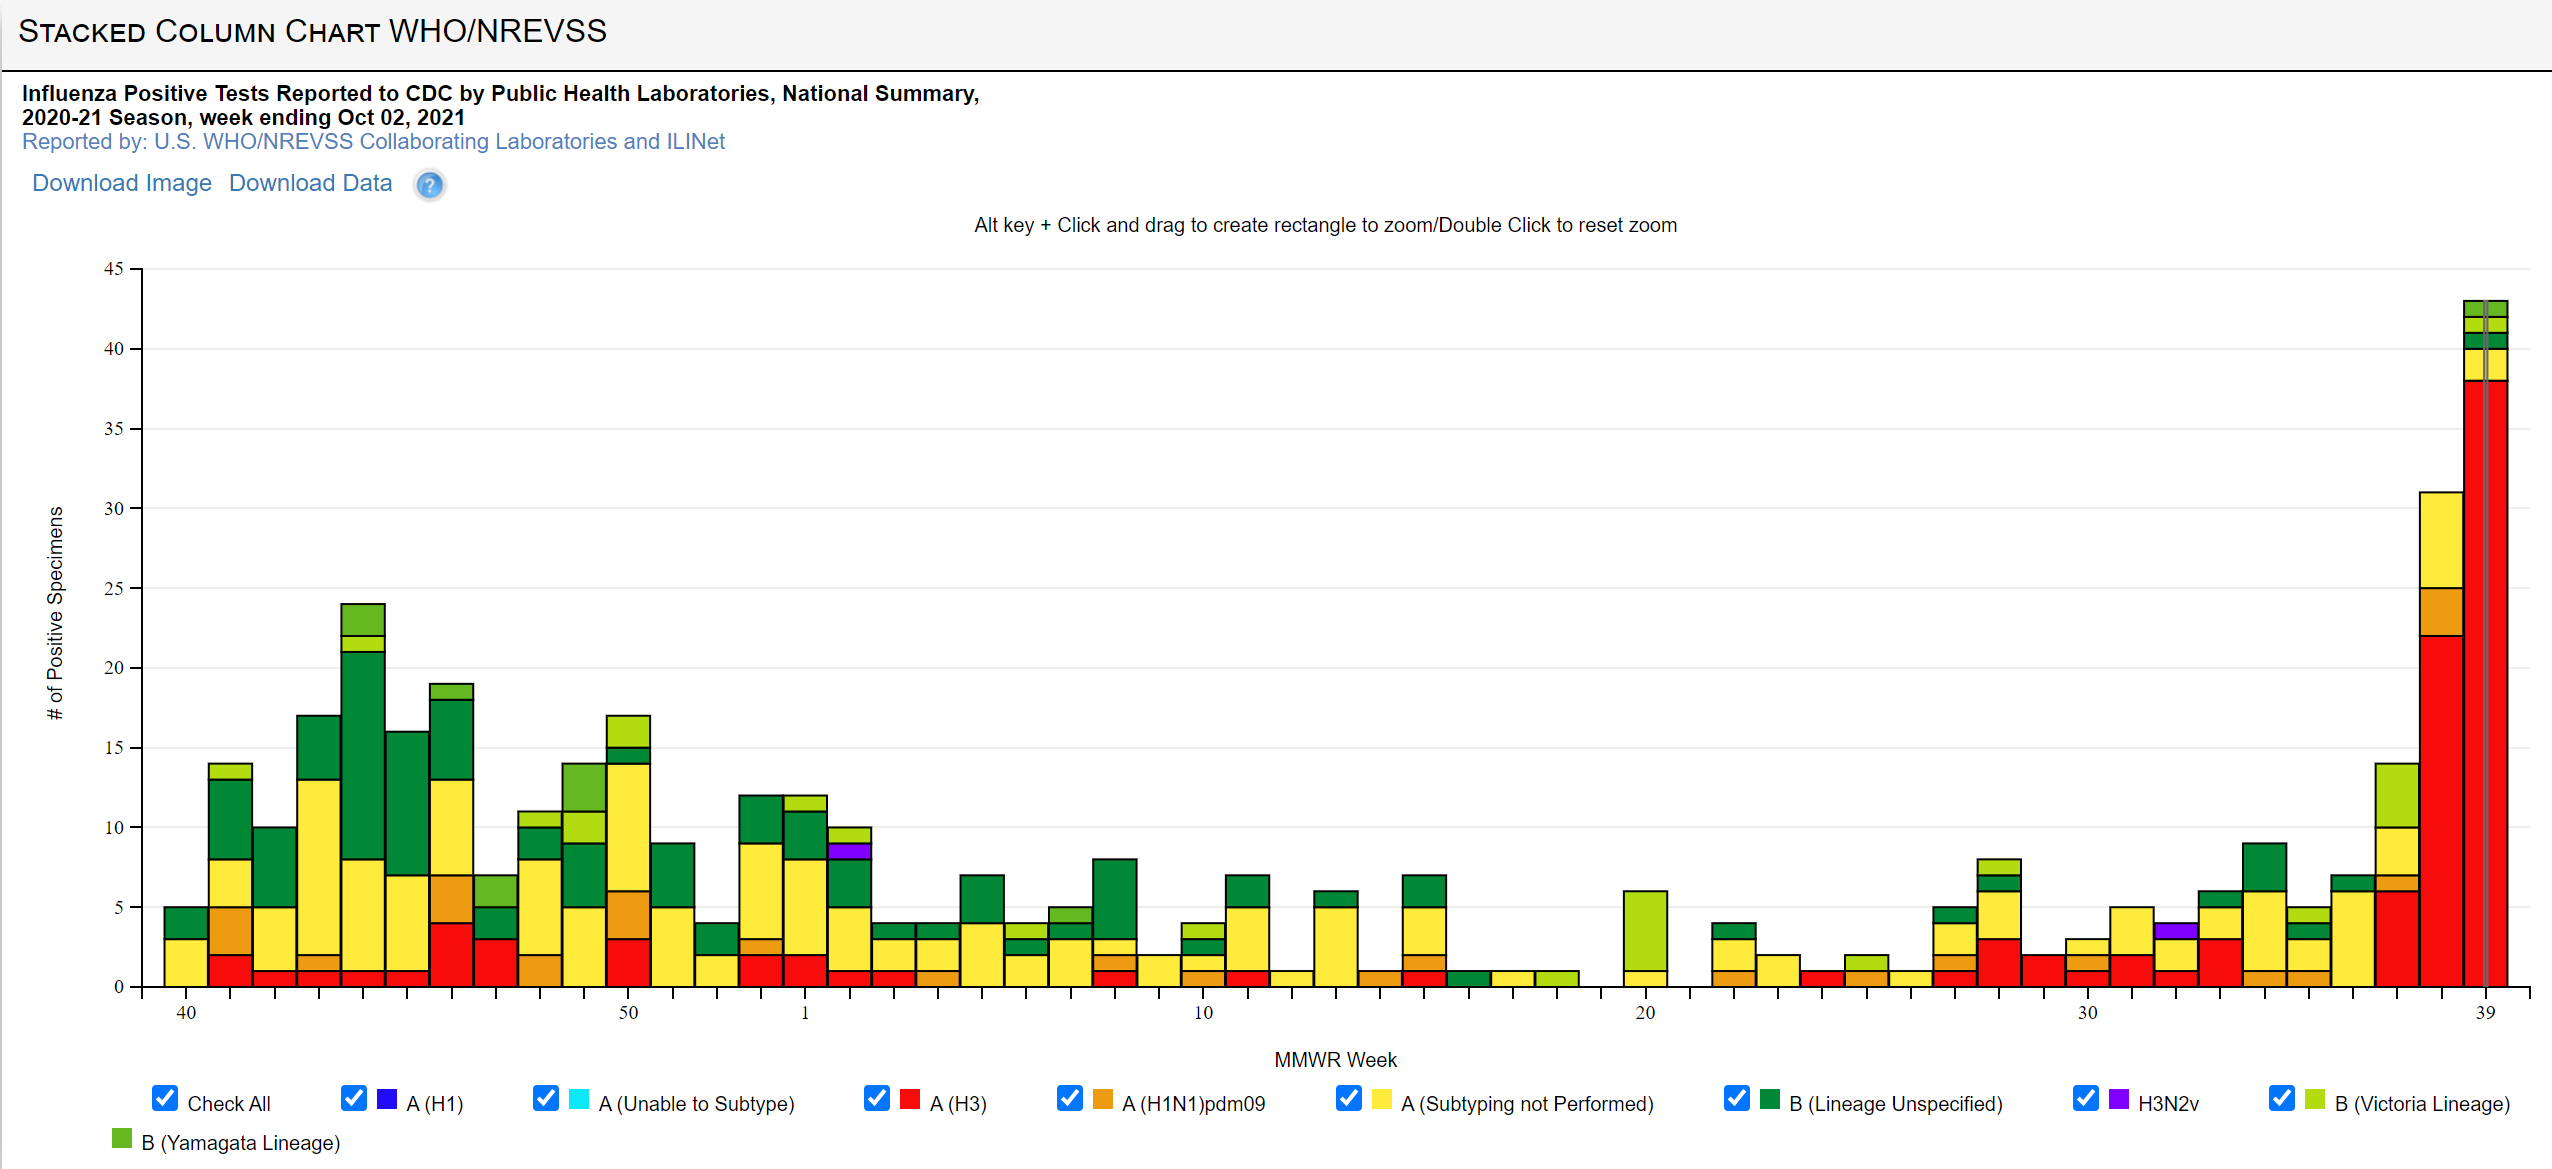 STACKED COLUMN CHART WHO/NREVSS
Influenza Positive Tests Reported to CDC by Public Health Laboratories, National Summary,
2020-21 Season, week ending Oct 02, 2021
Reported by: U.S. WHO/NREVSS Collaborating Laboratories and ILINet
Download Image Download Data ?
Alt key + Click and drag to create rectangle to zoom/Double Click to reset zoom
# of Positive Specimens
45
40
35
30
25
20
15
10
5
0
40 50 1 10 20 30 39
MMWR Week
Check All A (H1) A (Unable to Subtype) A (H3) A (H1N1)pdm09 A (Subtyping not Performed) B (Lineage Unspecified) H3N2v B (Victoria Lineage)
B (Yamagata Lineage)